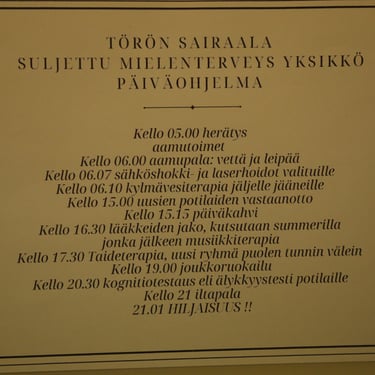 TÖRÖN SAIRAALA
SULJETTU MIELENTERVEYS YKSIKKÖ
PÄIVÄOHJELMA
Kello 05.00 herätys
aamutoimet
Kello 06.00 aamupala: vettä ja leipää
Kello 06.07 sähköshokki- ja laserhoidot valituille
Kello 06.10 kylmävesiterapia jäljelle jääneille
Kello 15.00 uusien potilaiden vastaanotto
Kello 15.15 päiväkahvi
Kello 16.30 lääkkeiden jako, kutsutaan summerilla
jonka jälkeen musiikkiterapia
Kello 17.30 Taideterapia, uusi ryhmä puolen tunnin välein
Kello 19.00 joukkoruokailu
Kello 20.30 kognitiotestaus eli älykkyystesti potilaille
Kello 21 iltapala
21.01 HILJAISUUS !!